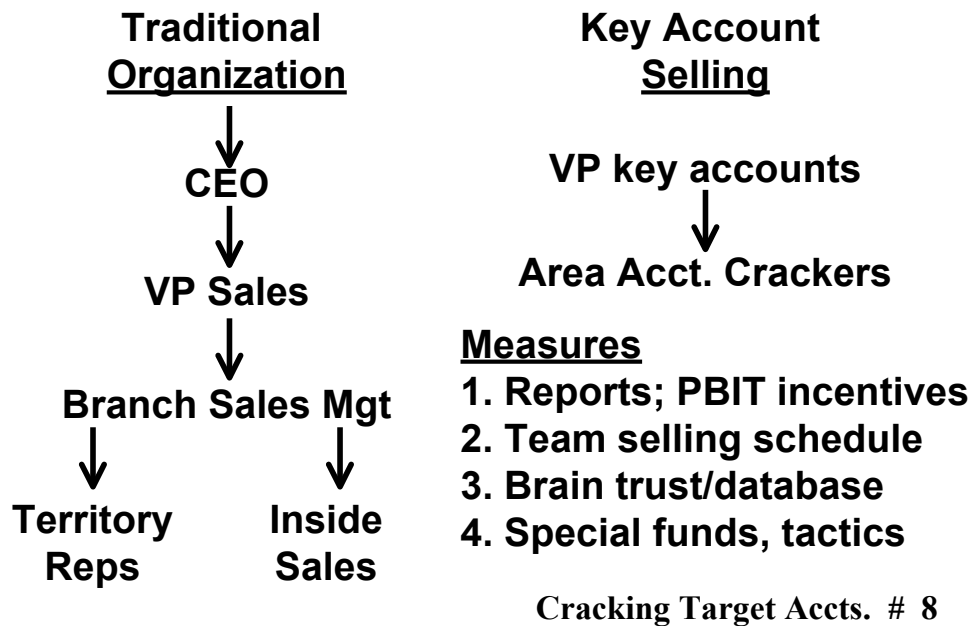 Traditional
Organization
CEO
VP Sales
Branch Sales Mgt
Territory
Reps
Inside
Sales
Key Account
Selling
VP key accounts
Area Acct. Crackers
Measures
1. Reports; PBIT incentives
2. Team selling schedule
3. Brain trust/database
4. Special funds, tactics
Cracking Target Accts. # 8